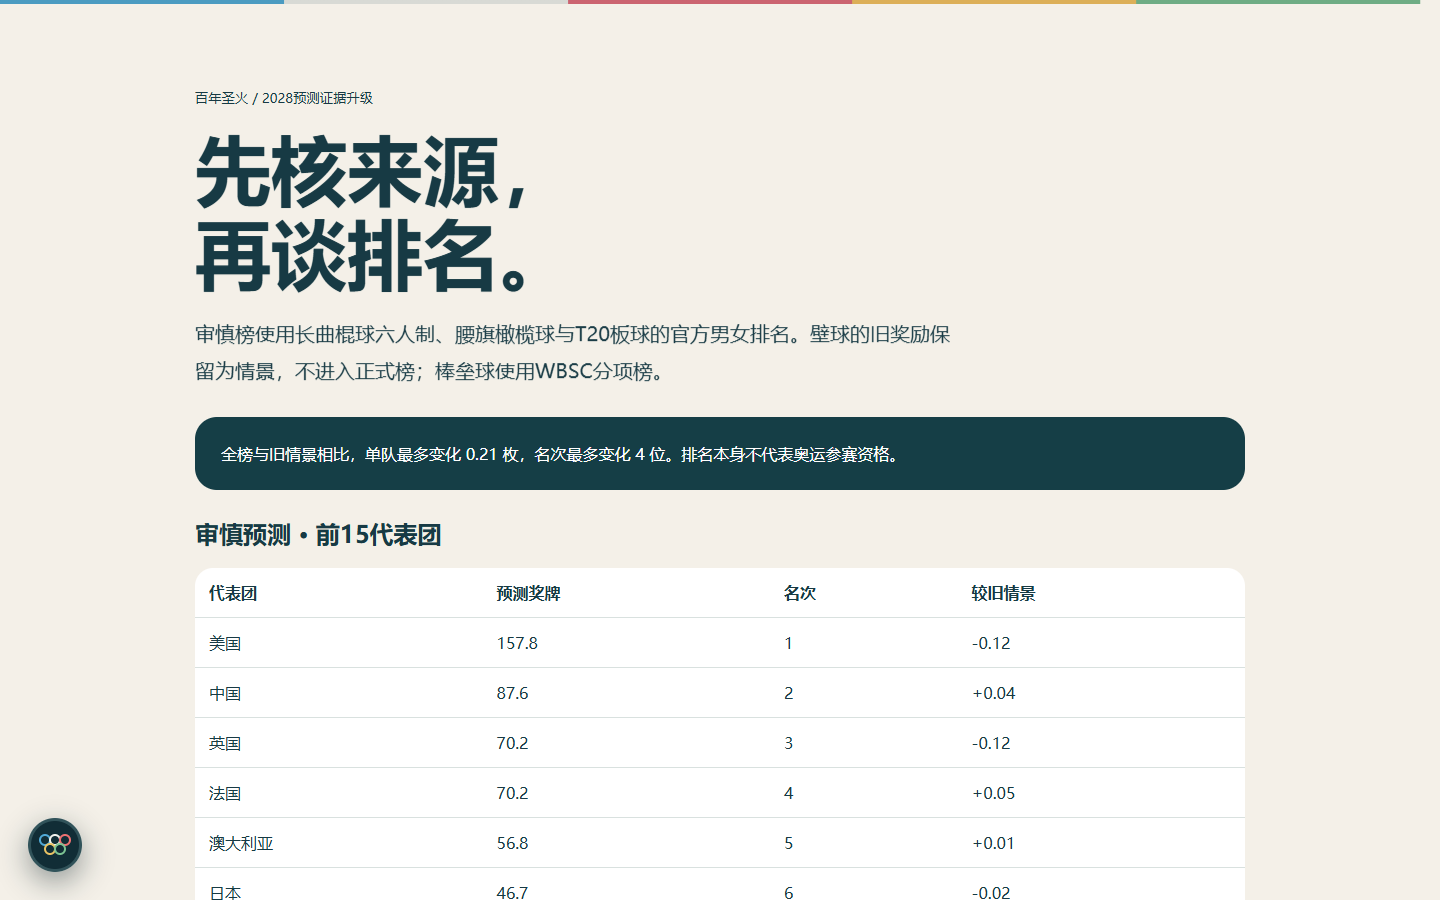 百年圣火 / 2028预测证据升级
先核来源，
再谈排名。
审慎榜使用长曲棍球六人制、腰旗橄榄球与T20板球的官方男女排名。壁球的旧奖励保
留为情景，不进入正式榜；棒垒球使用WBSC分项榜。
全榜与旧情景相比，单队最多变化 0.21 枚，名次最多变化 4 位。排名本身不代表奥运参赛资格。
审慎预测 · 前15代表团
代表团 预测奖牌 名次 较旧情景
美国 157.8 1 -0.12
中国 87.6 2 +0.04
英国 70.2 3 -0.12
法国 70.2 4 +0.05
澳大利亚 56.8 5 +0.01
日本 46.7 6 -0.02